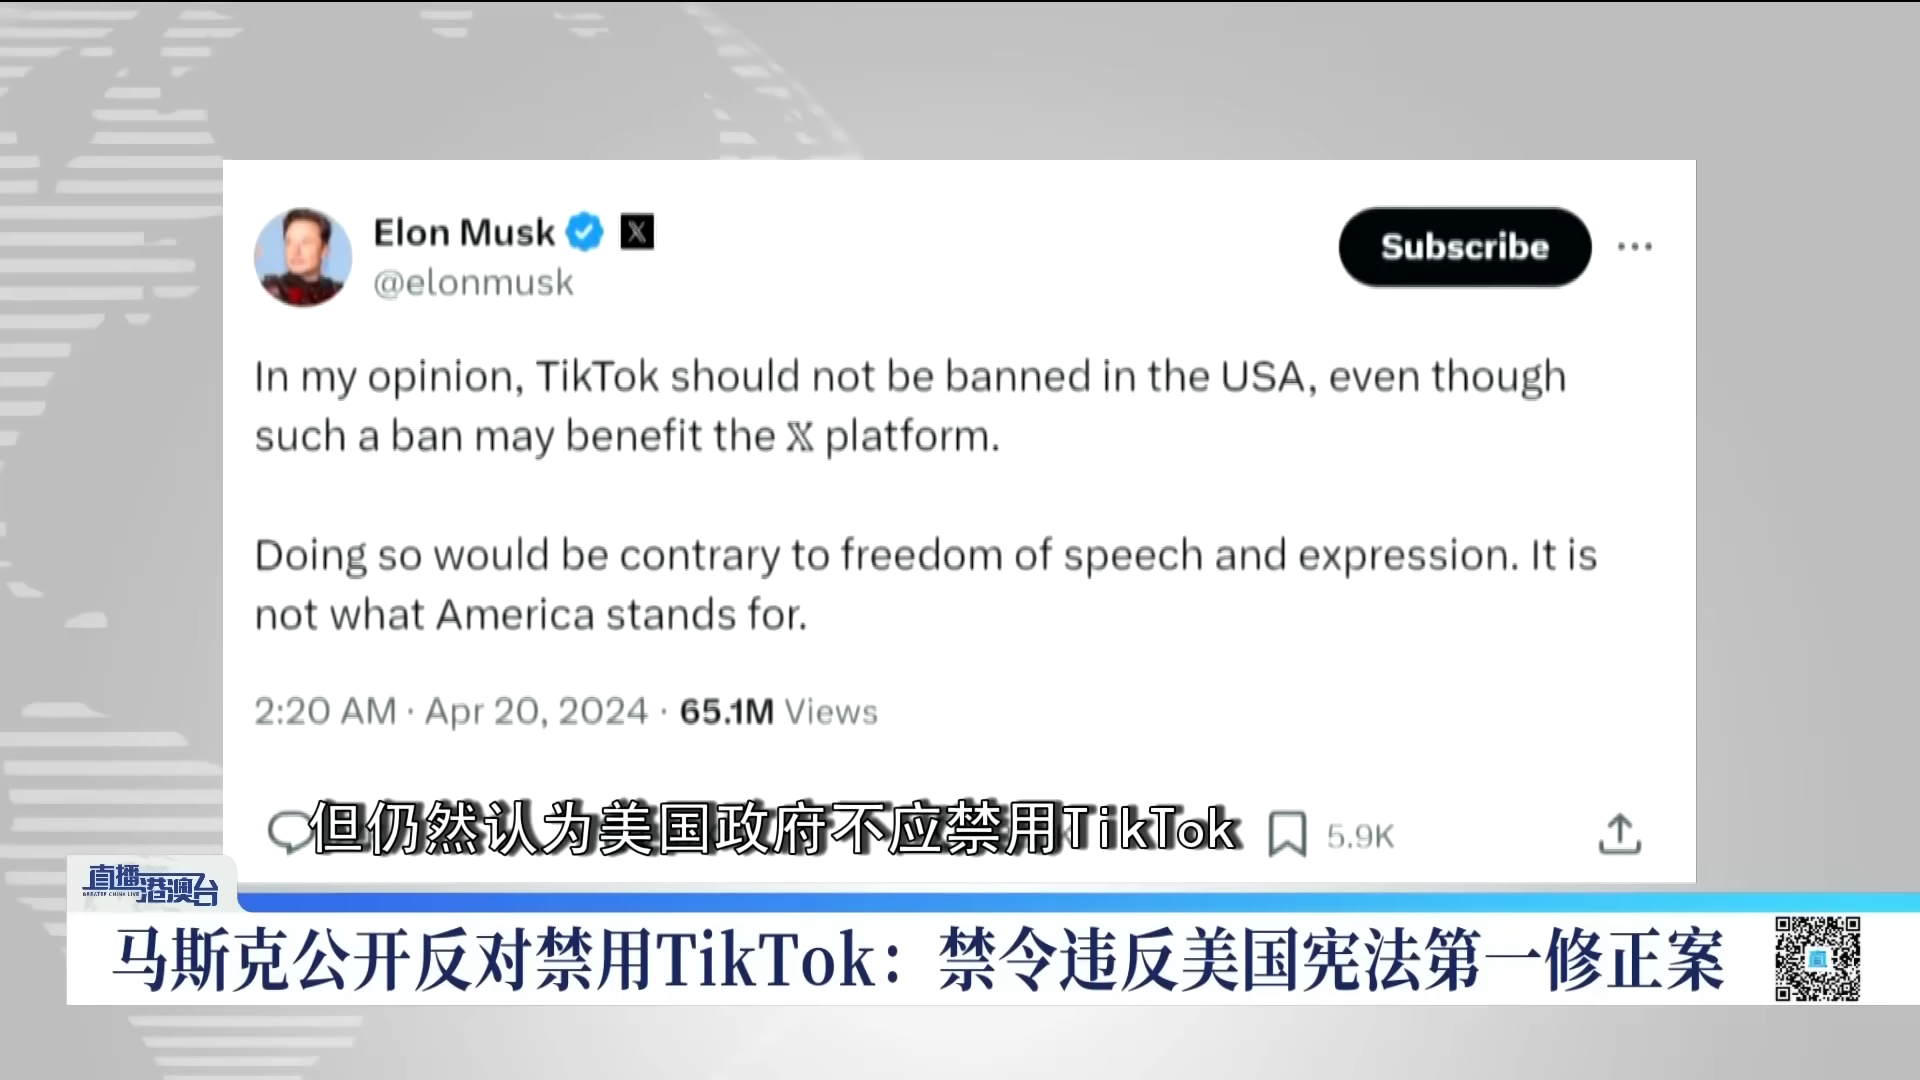 Elon Musk
@elonmusk
Subscribe
In my opinion, TikTok should not be banned in the USA, even though
such a ban may benefit the 𝕏 platform.
Doing so would be contrary to freedom of speech and expression. It is
not what America stands for.
2:20 AM · Apr 20, 2024 · 65.1M Views
但仍然认为美国政府不应禁用TikTok
5.9K
直播港澳台
GREATER CHINA LIVE
马斯克公开反对禁用TikTok：禁令违反美国宪法第一修正案